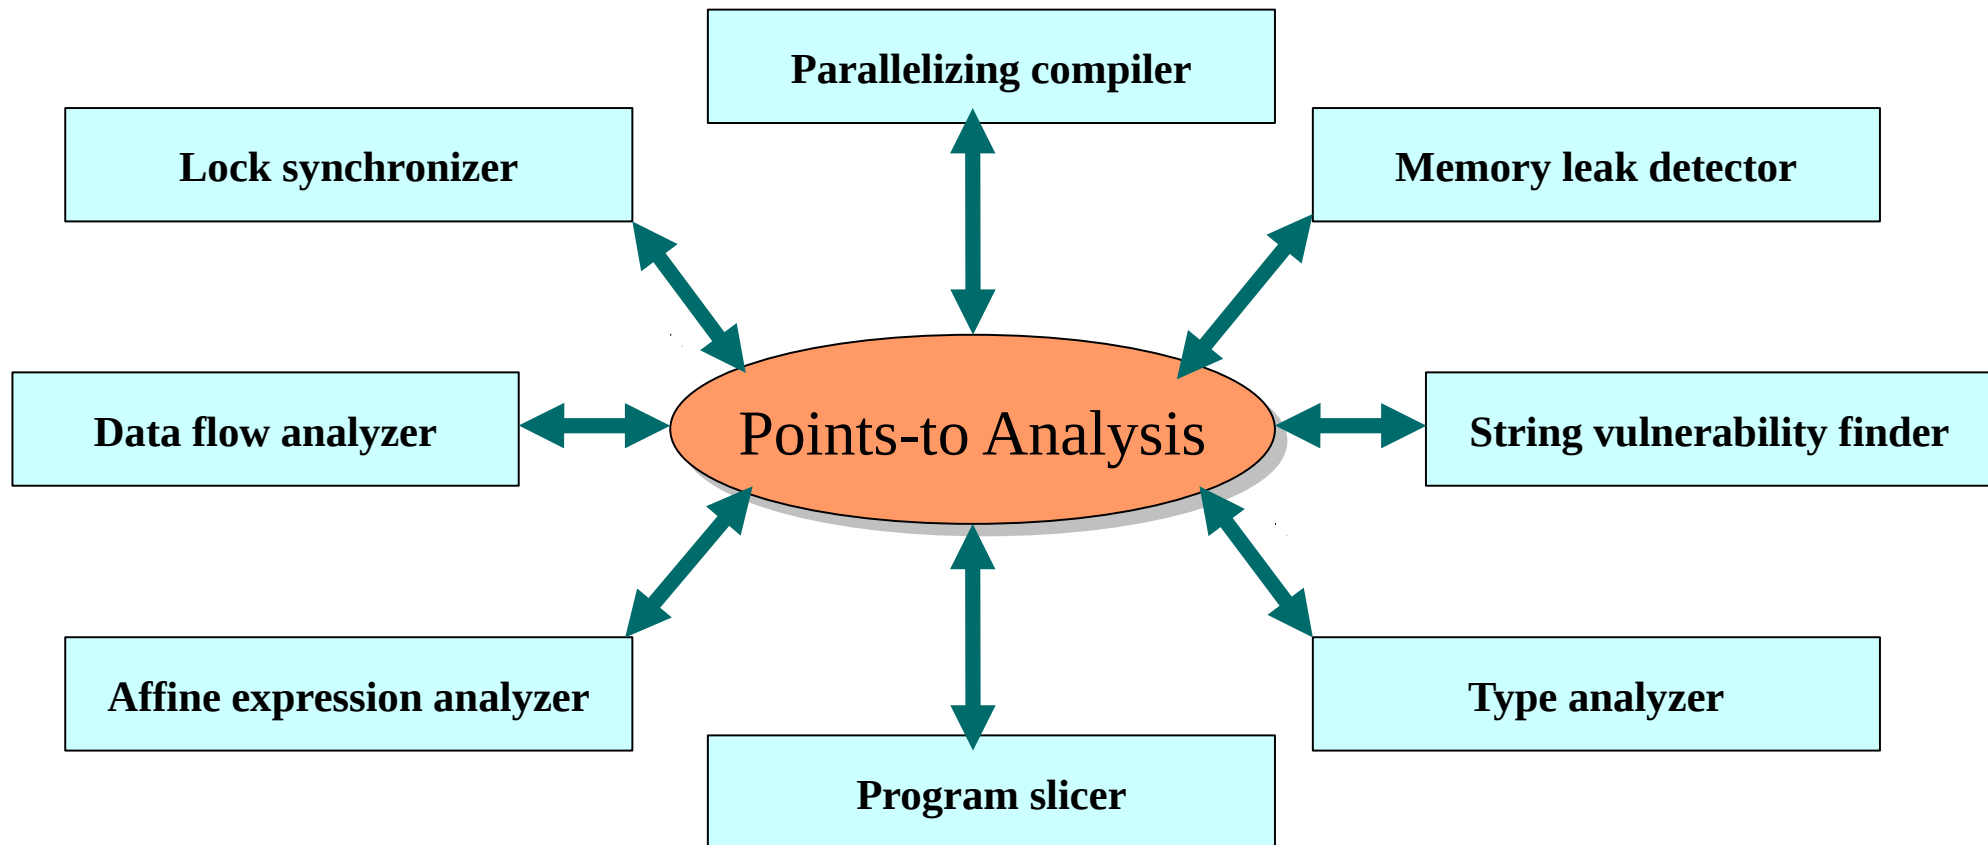 Parallelizing compiler
Lock synchronizer
Memory leak detector
Data flow analyzer
Points-to Analysis
String vulnerability finder
Affine expression analyzer
Type analyzer
Program slicer